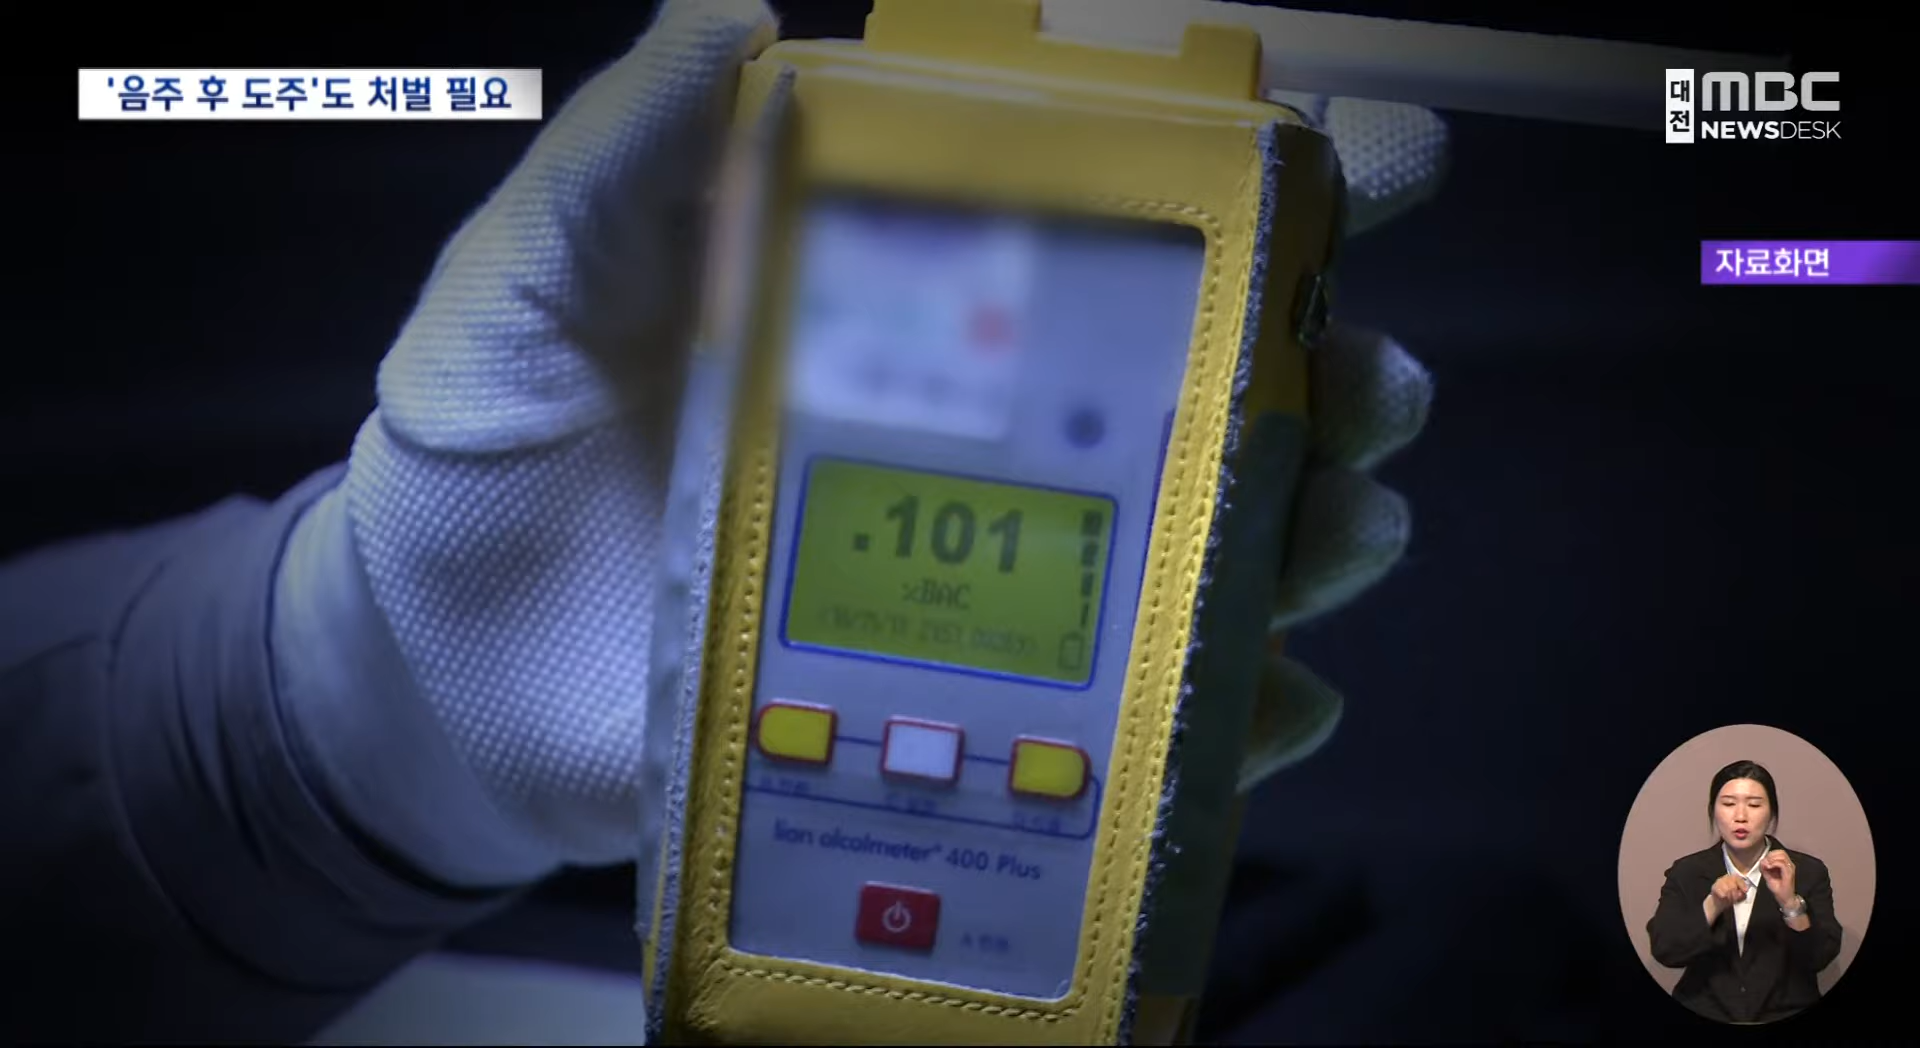 '음주 후 도주'도 처벌 필요
대전
MBC
NEWSDESK
자료화면
.101
%BAC
lion alcolmeter® 400 Plus